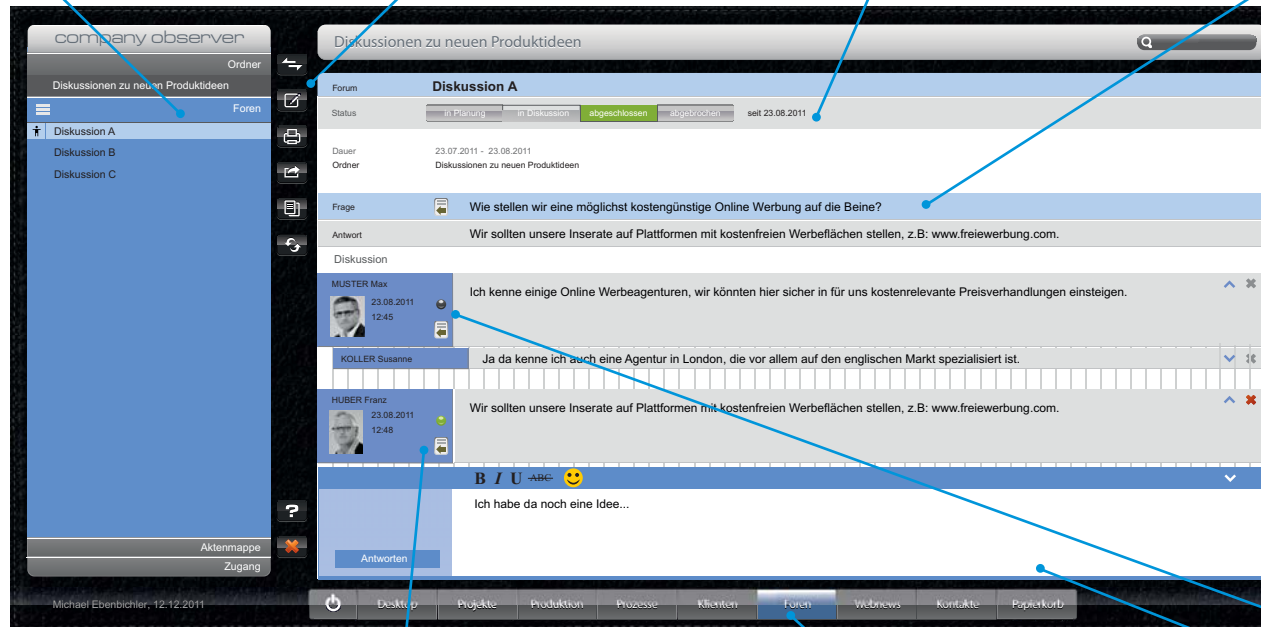 company observer
Ordner
Diskussionen zu neuen Produktideen
Foren
Diskussion A
Diskussion B
Diskussion C
Aktenmappe
Zugang
Michael Ebenbichler, 12.12.2011
?
Diskussionen zu neuen Produktideen
Forum Diskussion A
Status in Planung in Diskussion abgeschlossen abgebrochen seit 23.08.2011
Dauer 23.07.2011 - 23.08.2011
Ordner Diskussionen zu neuen Produktideen
Frage Wie stellen wir eine möglichst kostengünstige Online Werbung auf die Beine?
Antwort Wir sollten unsere Inserate auf Plattformen mit kostenfreien Werbeflächen stellen, z.B: www.freiewerbung.com.
Diskussion
MUSTER Max
23.08.2011
12:45
Ich kenne einige Online Werbeagenturen, wir könnten hier sicher in für uns kostenrelevante Preisverhandlungen einsteigen.
KOLLER Susanne Ja da kenne ich auch eine Agentur in London, die vor allem auf den englischen Markt spezialisiert ist.
HUBER Franz
23.08.2011
12:48
Wir sollten unsere Inserate auf Plattformen mit kostenfreien Werbeflächen stellen, z.B: www.freiewerbung.com.
B I U ABC
Ich habe da noch eine Idee...
Antworten
Desktop Projekte Produktion Prozesse Klienten Foren Webnews Kontakte Papierkorb